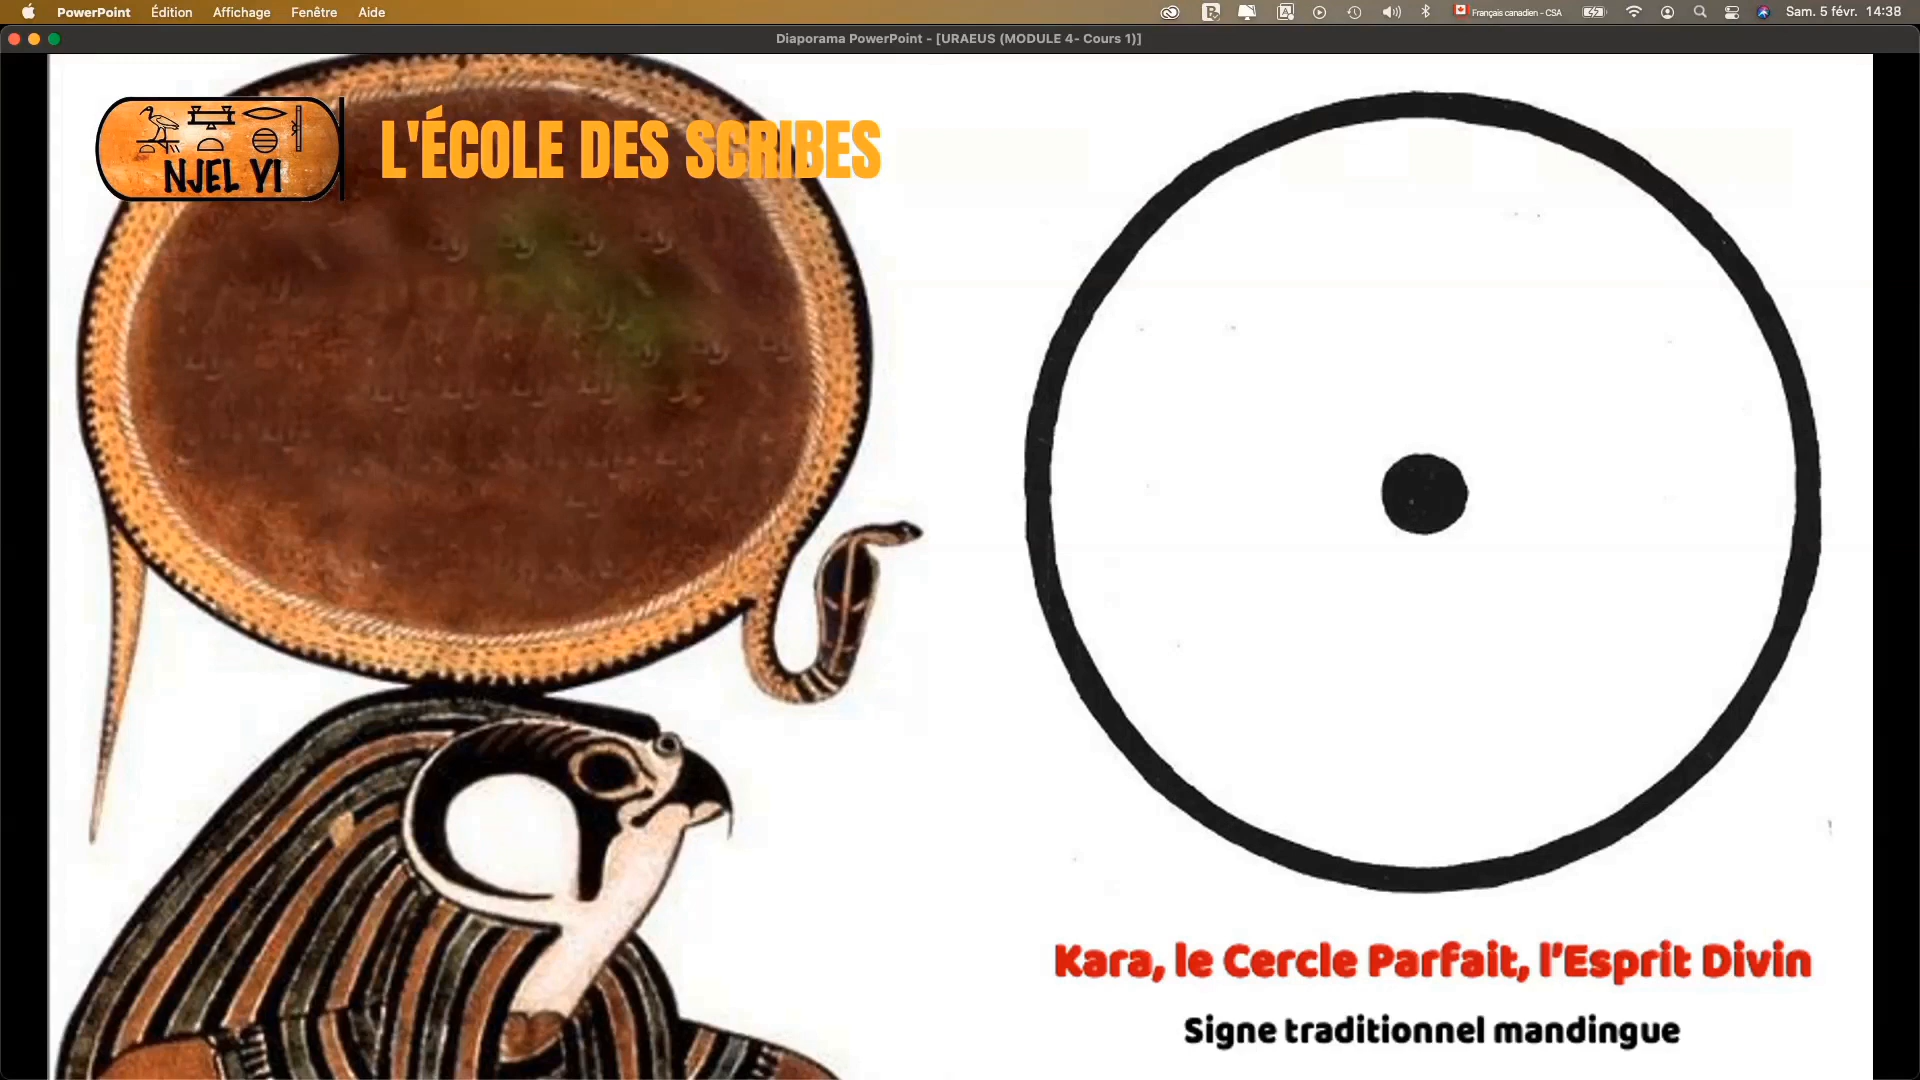 PowerPoint Édition Affichage Fenêtre Aide
Français canadien - CSA
Sam. 5 févr. 14:38
Diaporama PowerPoint - [URAEUS (MODULE 4- Cours 1)]
NJEL YI
L'ÉCOLE DES SCRIBES
Kara, le Cercle Parfait, l’Esprit Divin
Signe traditionnel mandingue